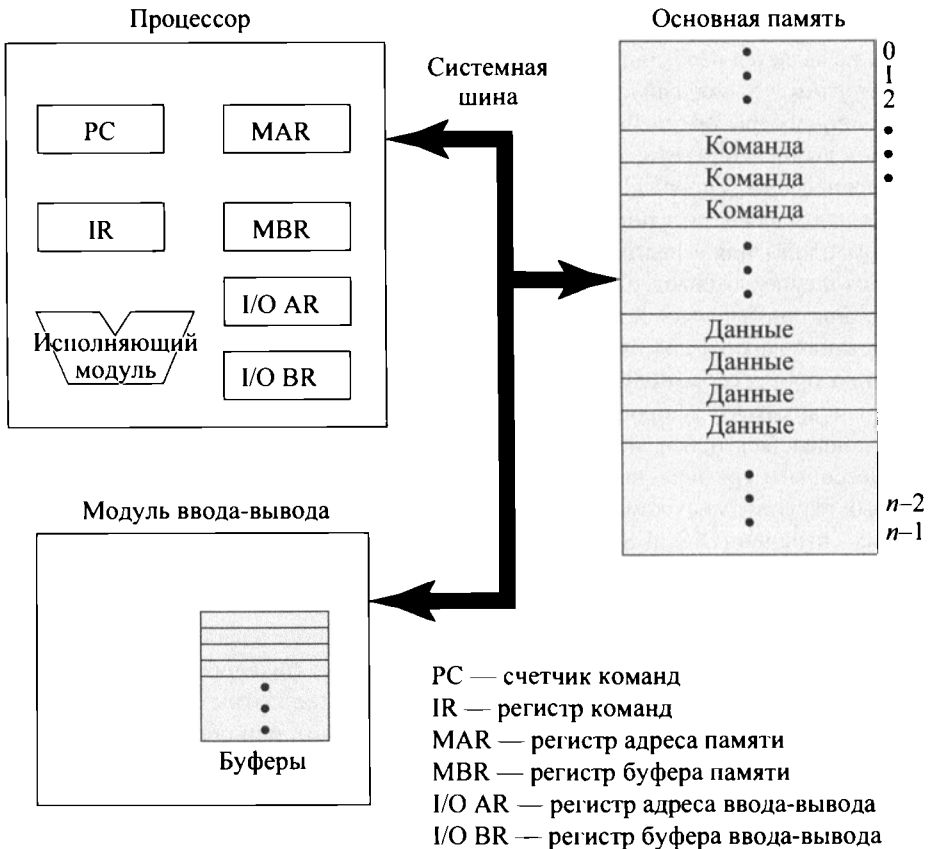 Процессор
PC
MAR
IR
MBR
I/O AR
Исполняющий
модуль
I/O BR
Системная
шина
Основная память
0
1
2
Команда
Команда
Команда
Данные
Данные
Данные
Данные
n–2
n–1
Модуль ввода-вывода
Буферы
PC — счетчик команд
IR — регистр команд
MAR — регистр адреса памяти
MBR — регистр буфера памяти
I/O AR — регистр адреса ввода-вывода
I/O BR — регистр буфера ввода-вывода